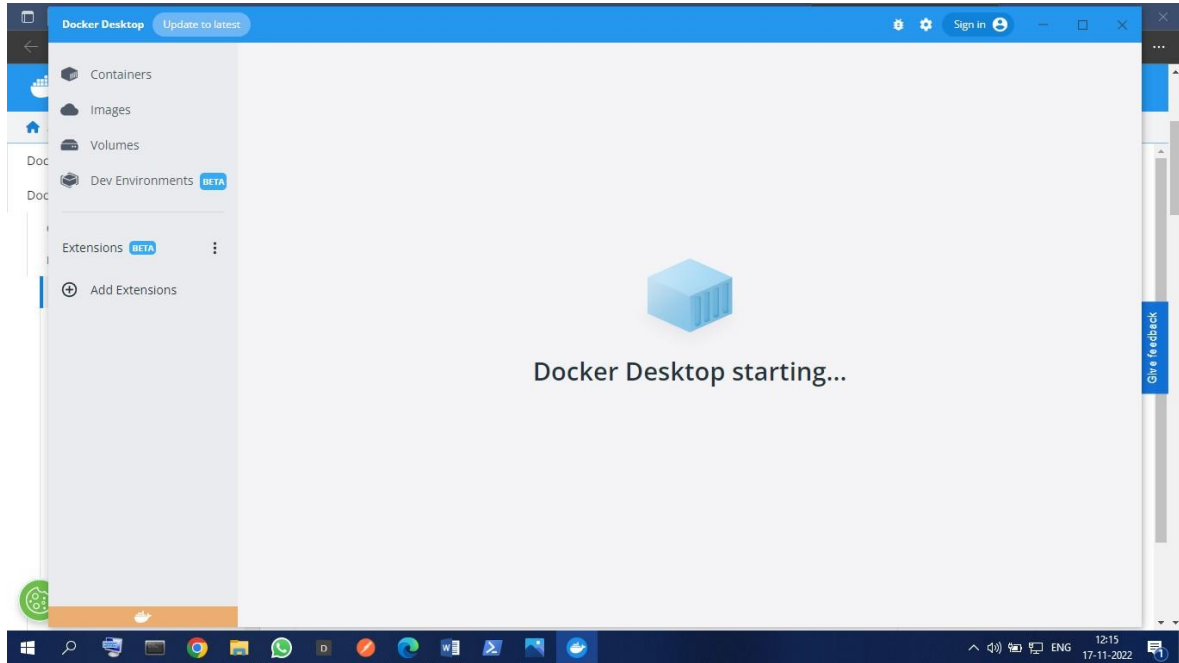 Docker Desktop Update to latest
Sign in
Containers
Images
Volumes
Dev Environments BETA
Extensions BETA
Add Extensions
Docker Desktop starting...
Doc
Doc
Give feedback
D
ENG
12:15
17-11-2022
1